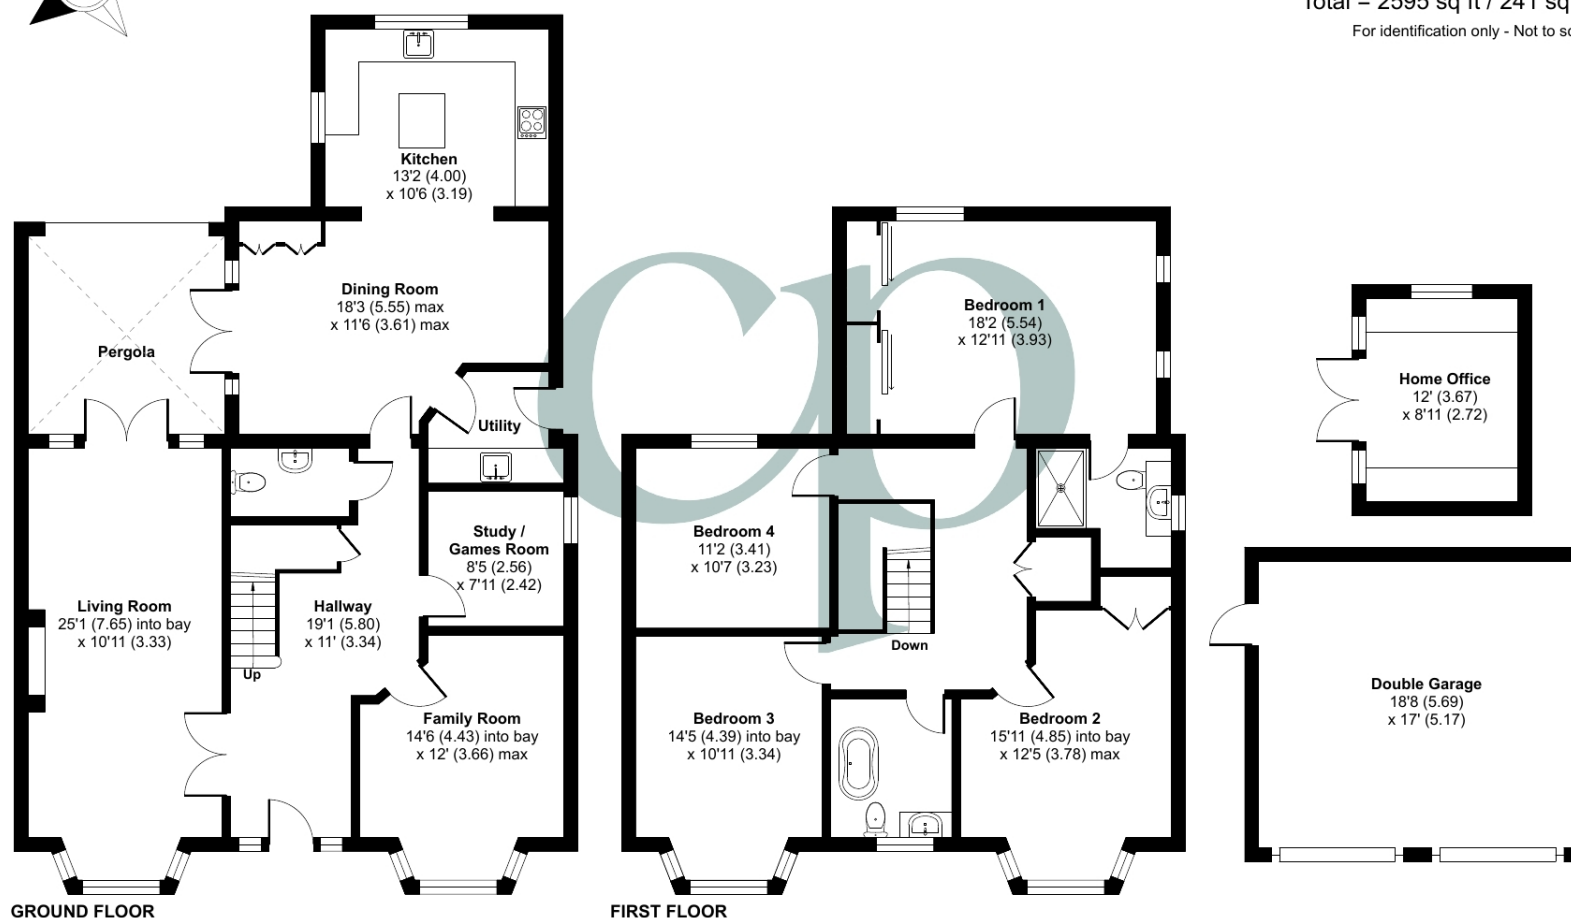 Total = 2595 sq ft / 241 sq
For identification only - Not to sc
Kitchen
13'2 (4.00)
x 10'6 (3.19)
Dining Room
18'3 (5.55) max
x 11'6 (3.61) max
Pergola
Utility
Study /
Games Room
8'5 (2.56)
x 7'11 (2.42)
Living Room
25'1 (7.65) into bay
x 10'11 (3.33)
Hallway
19'1 (5.80)
x 11' (3.34)
Up
Family Room
14'6 (4.43) into bay
x 12' (3.66) max
GROUND FLOOR
cp
Bedroom 1
18'2 (5.54)
x 12'11 (3.93)
Bedroom 4
11'2 (3.41)
x 10'7 (3.23)
Down
Bedroom 3
14'5 (4.39) into bay
x 10'11 (3.34)
Bedroom 2
15'11 (4.85) into bay
x 12'5 (3.78) max
FIRST FLOOR
Home Office
12' (3.67)
x 8'11 (2.72)
Double Garage
18'8 (5.69)
x 17' (5.17)